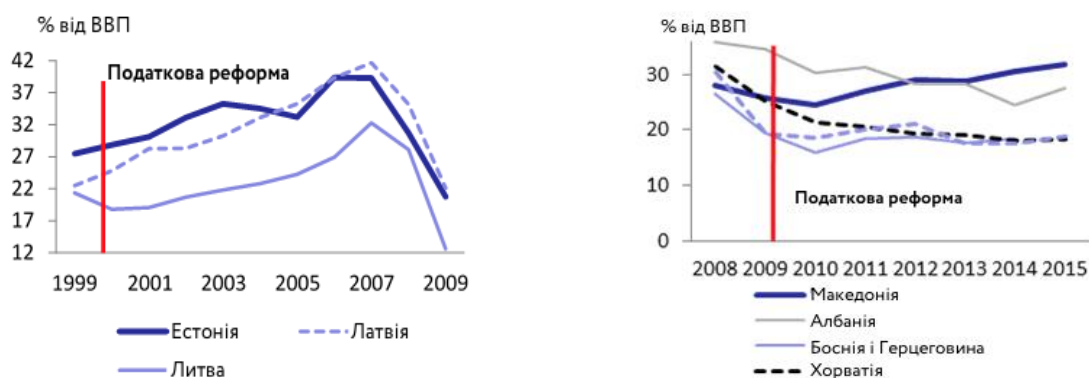 % від ВВП
42
37
32
27
22
17
12
Податкова реформа
1999 2001 2003 2005 2007 2009
Естонія Латвія
Литва
% від ВВП
30
20
10
0
Податкова реформа
2008 2009 2010 2011 2012 2013 2014 2015
Македонія
Албанія
Боснія і Герцеговина
Хорватія